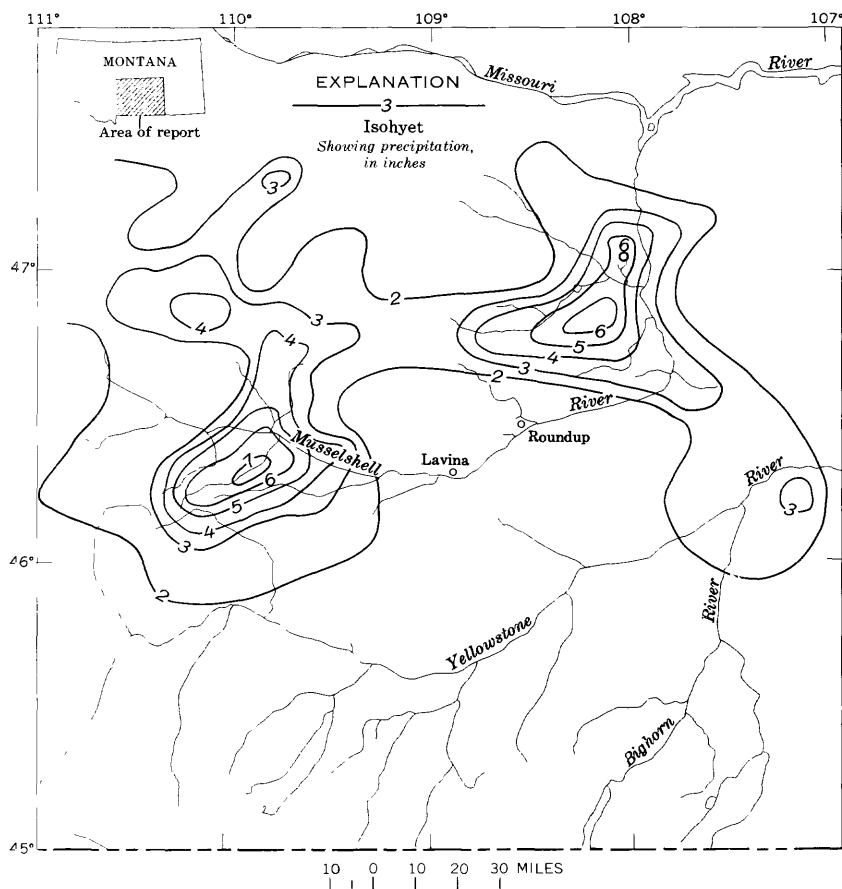 111° 110° 109° 108° 107°
MONTANA
Area of report
EXPLANATION
3
Isohyet
Showing precipitation,
in inches
Missouri River
3
47°
6
8
2
4
3
6
5
4
4
3
2
River
Roundup
Musselshell
Lavina
7
6
5
4
3
River
3
46°
2
River
Yellowstone
Bighorn
45°
10 0 10 20 30 MILES